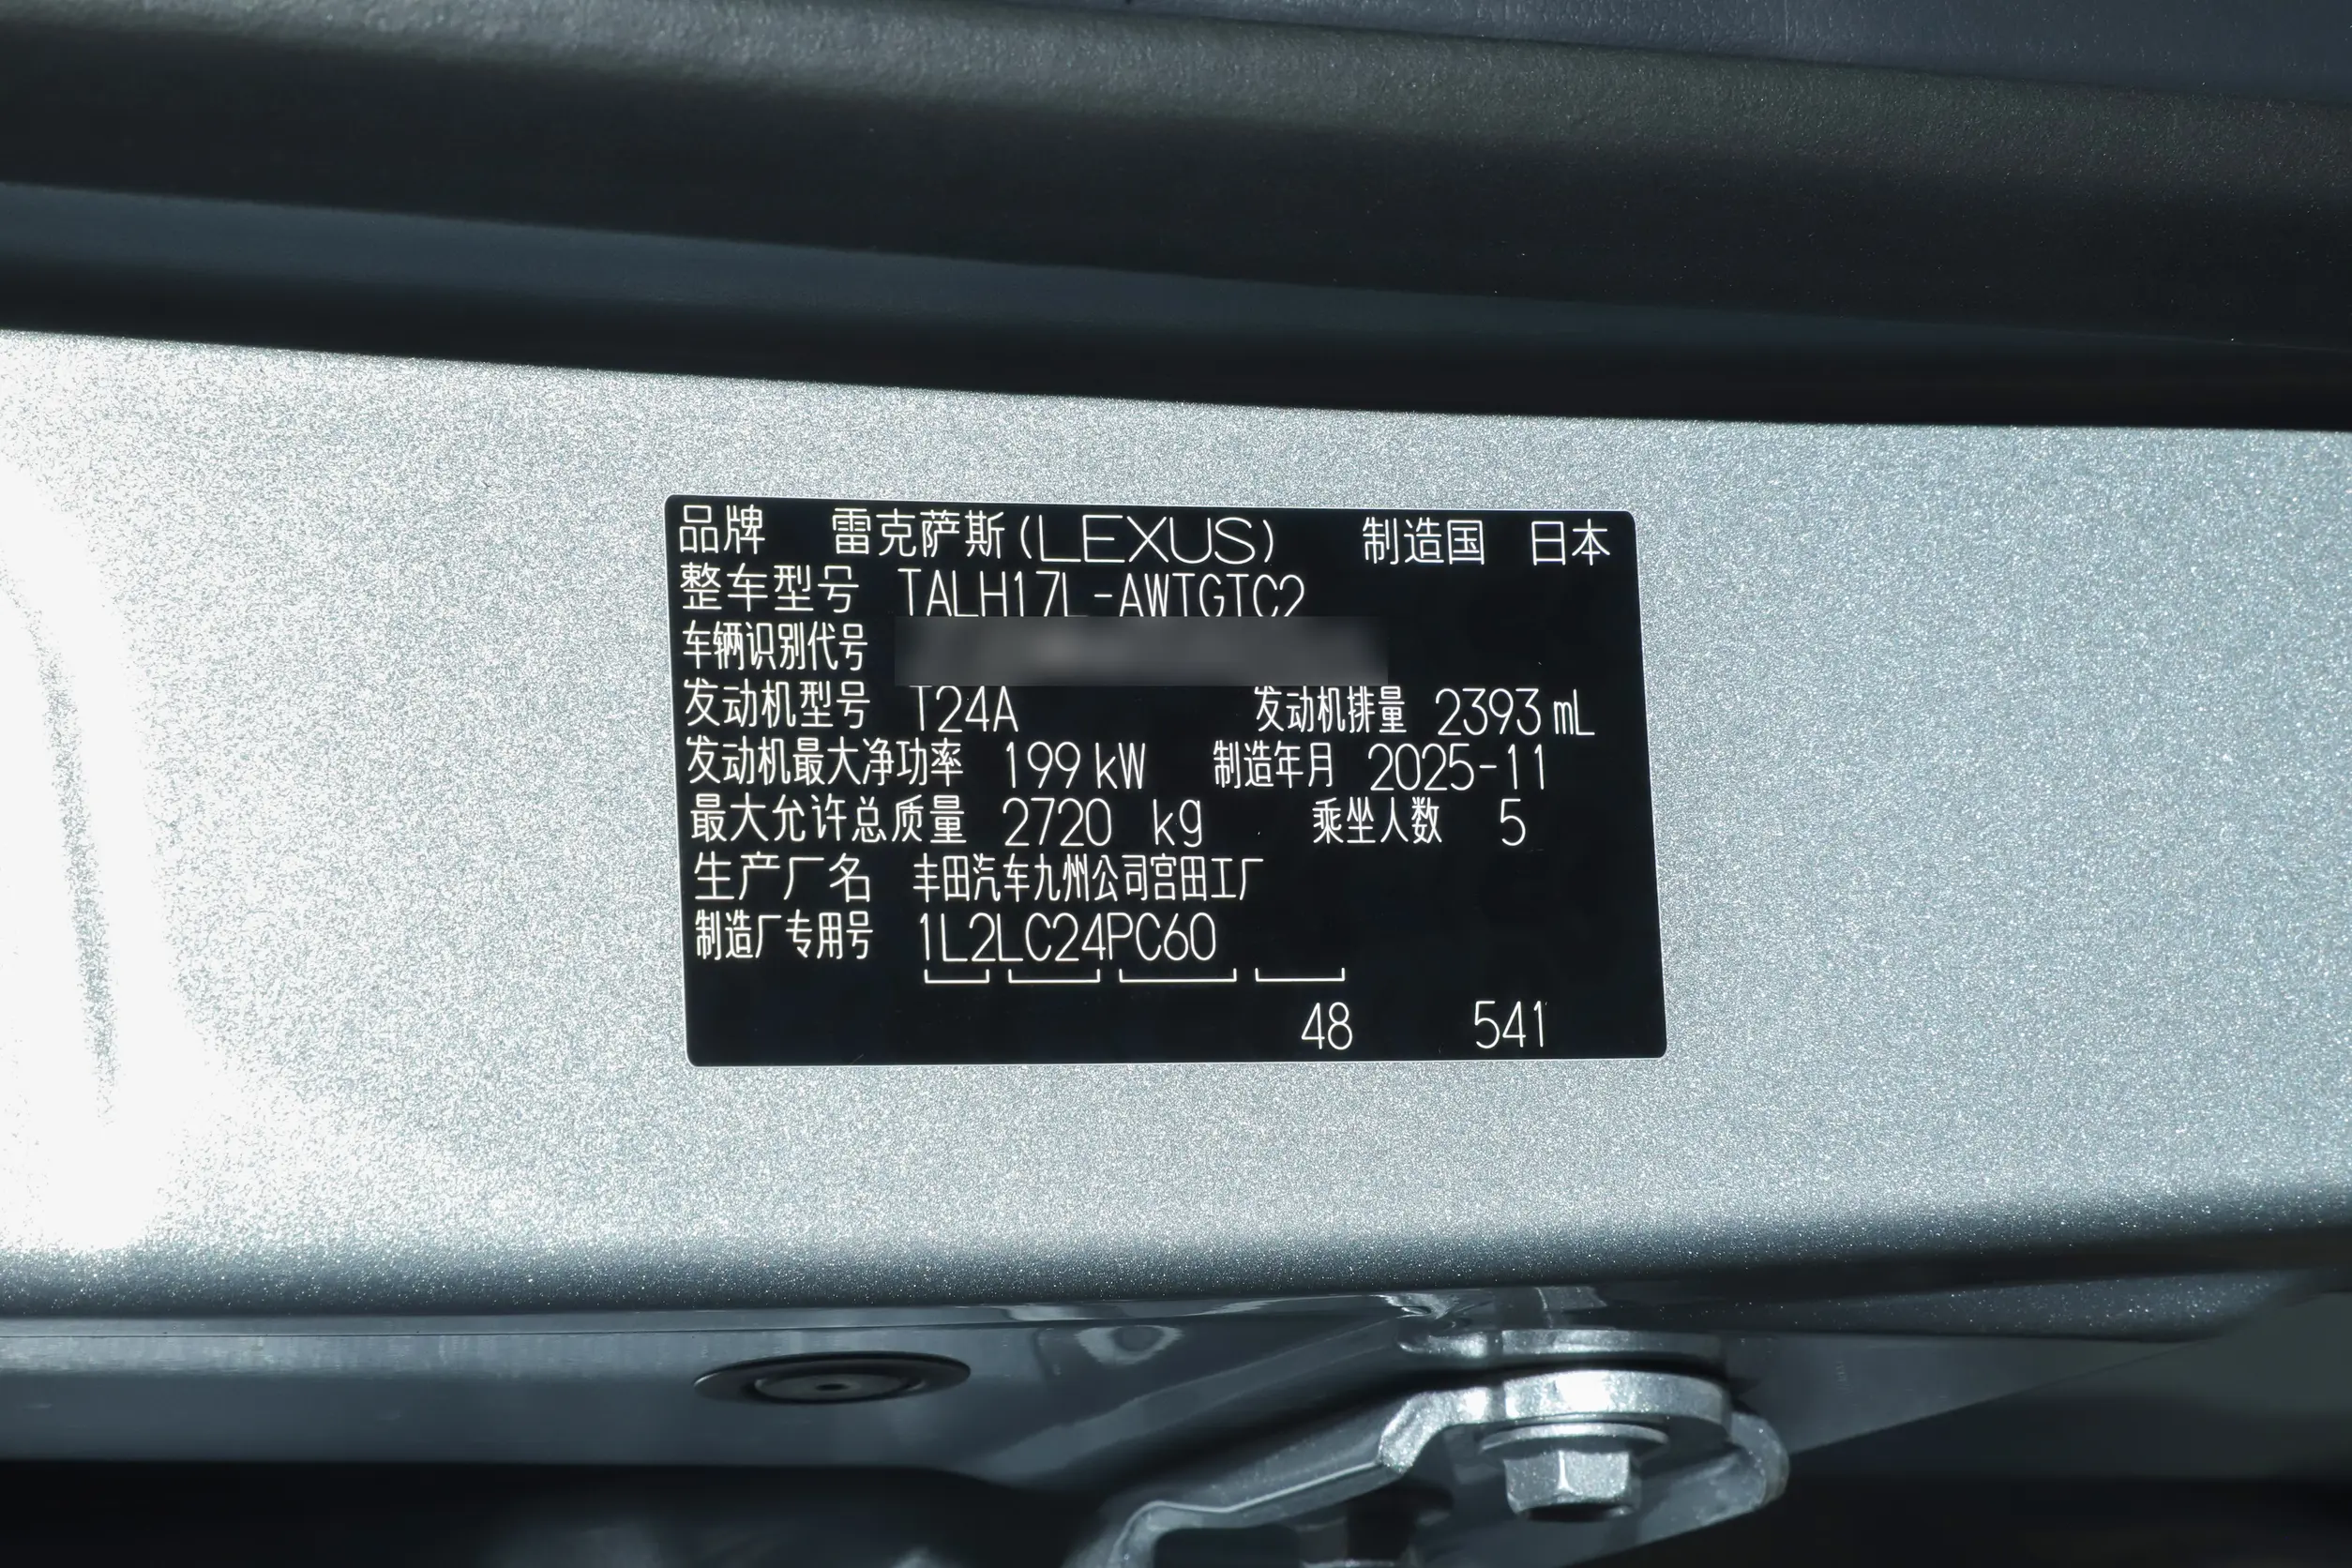 品牌 雷克萨斯(LEXUS) 制造国 日本
整车型号 TALH17L-AWTGTC2
车辆识别代号
发动机型号 T24A 发动机排量 2393 mL
发动机最大净功率 199 kW 制造年月 2025-11
最大允许总质量 2720 kg 乘坐人数 5
生产厂名 丰田汽车九州公司宫田工厂
制造厂专用号 1L2LC24PC60
48 541